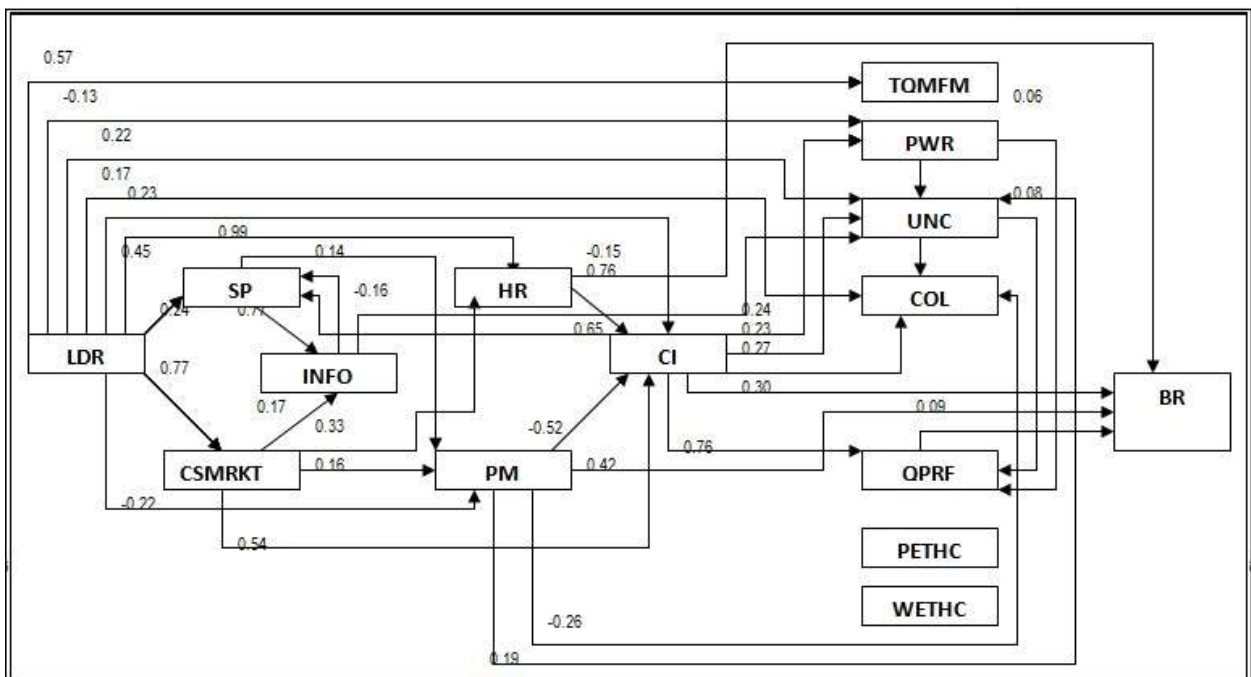 0.57
TQMFM
-0.13
0.06
0.22
PWR
0.17
0.23
0.08
UNC
0.99
0.45
0.14
-0.15
0.76
SP
-0.16
HR
COL
0.24
0.77
0.24
0.65
0.23
LDR
CI
0.27
0.77
INFO
0.30
BR
0.17
0.09
0.33
-0.52
0.76
CSMRKT
0.16
PM
0.42
QPRF
-0.22
0.54
PETHC
WETHC
-0.26
0.19